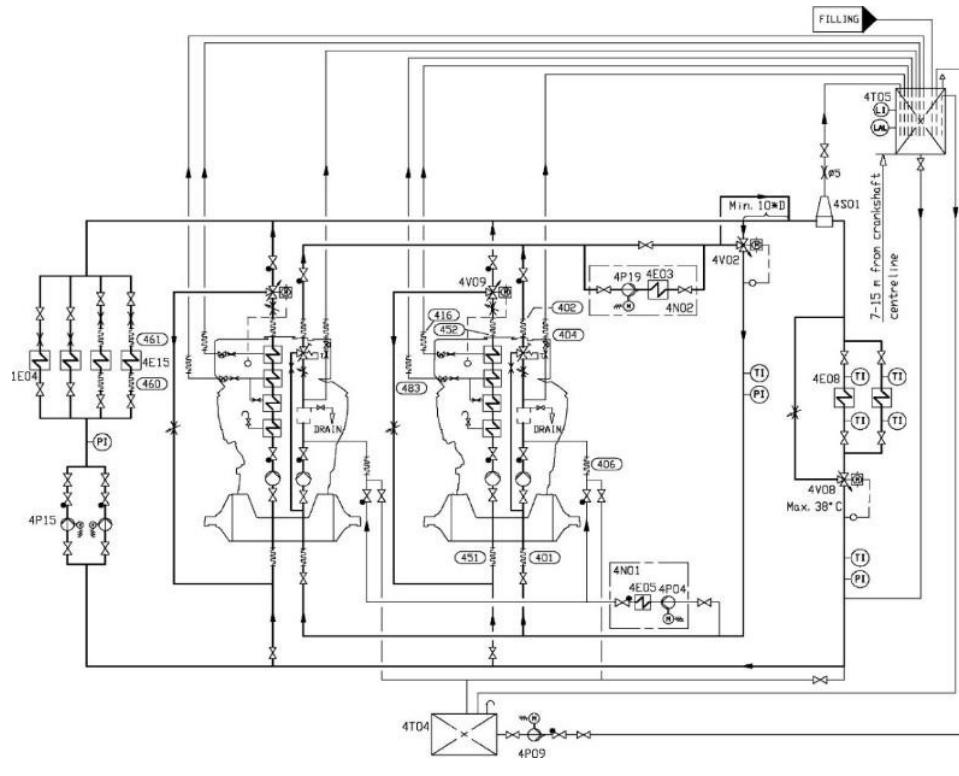 FILLING
4T05
LI
LAL
ø5
Min. 10*D
4S01
4V02
7-15 m from crankshaft
centreline
4P19
4E03
4N02
4V09
402
416
452
404
461
1E04
4E15
460
483
TI
PI
4E08
TI
TI
TI
TI
DRAIN
DRAIN
PI
406
4V08
Max. 38°C
4P15
451
401
4N01
4E05
4P04
M
TI
PI
4T04
M
4P09
M